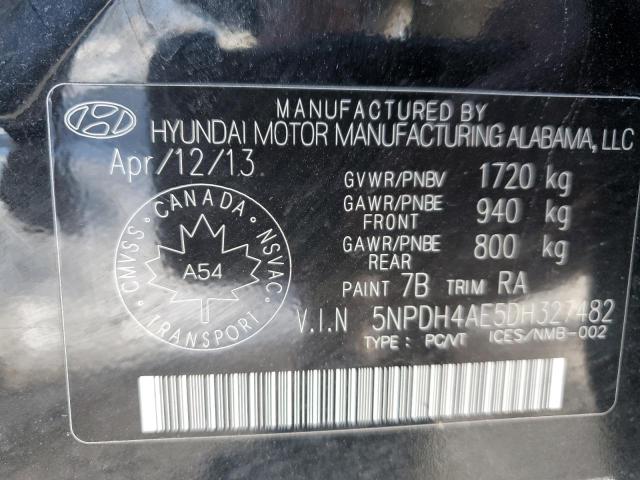 MANUFACTURED BY
HYUNDAI MOTOR MANUFACTURING ALABAMA, LLC
Apr/12/13
GVWR/PNBV 1720 kg
GAWR/PNBE FRONT 940 kg
GAWR/PNBE REAR 800 kg
PAINT 7B TRIM RA
CMVSS · CANADA · NSVAC · TRANSPORT
A54
V.I.N 5NPDH4AE5DH327482
TYPE : PC/VT ICES/NMB-002